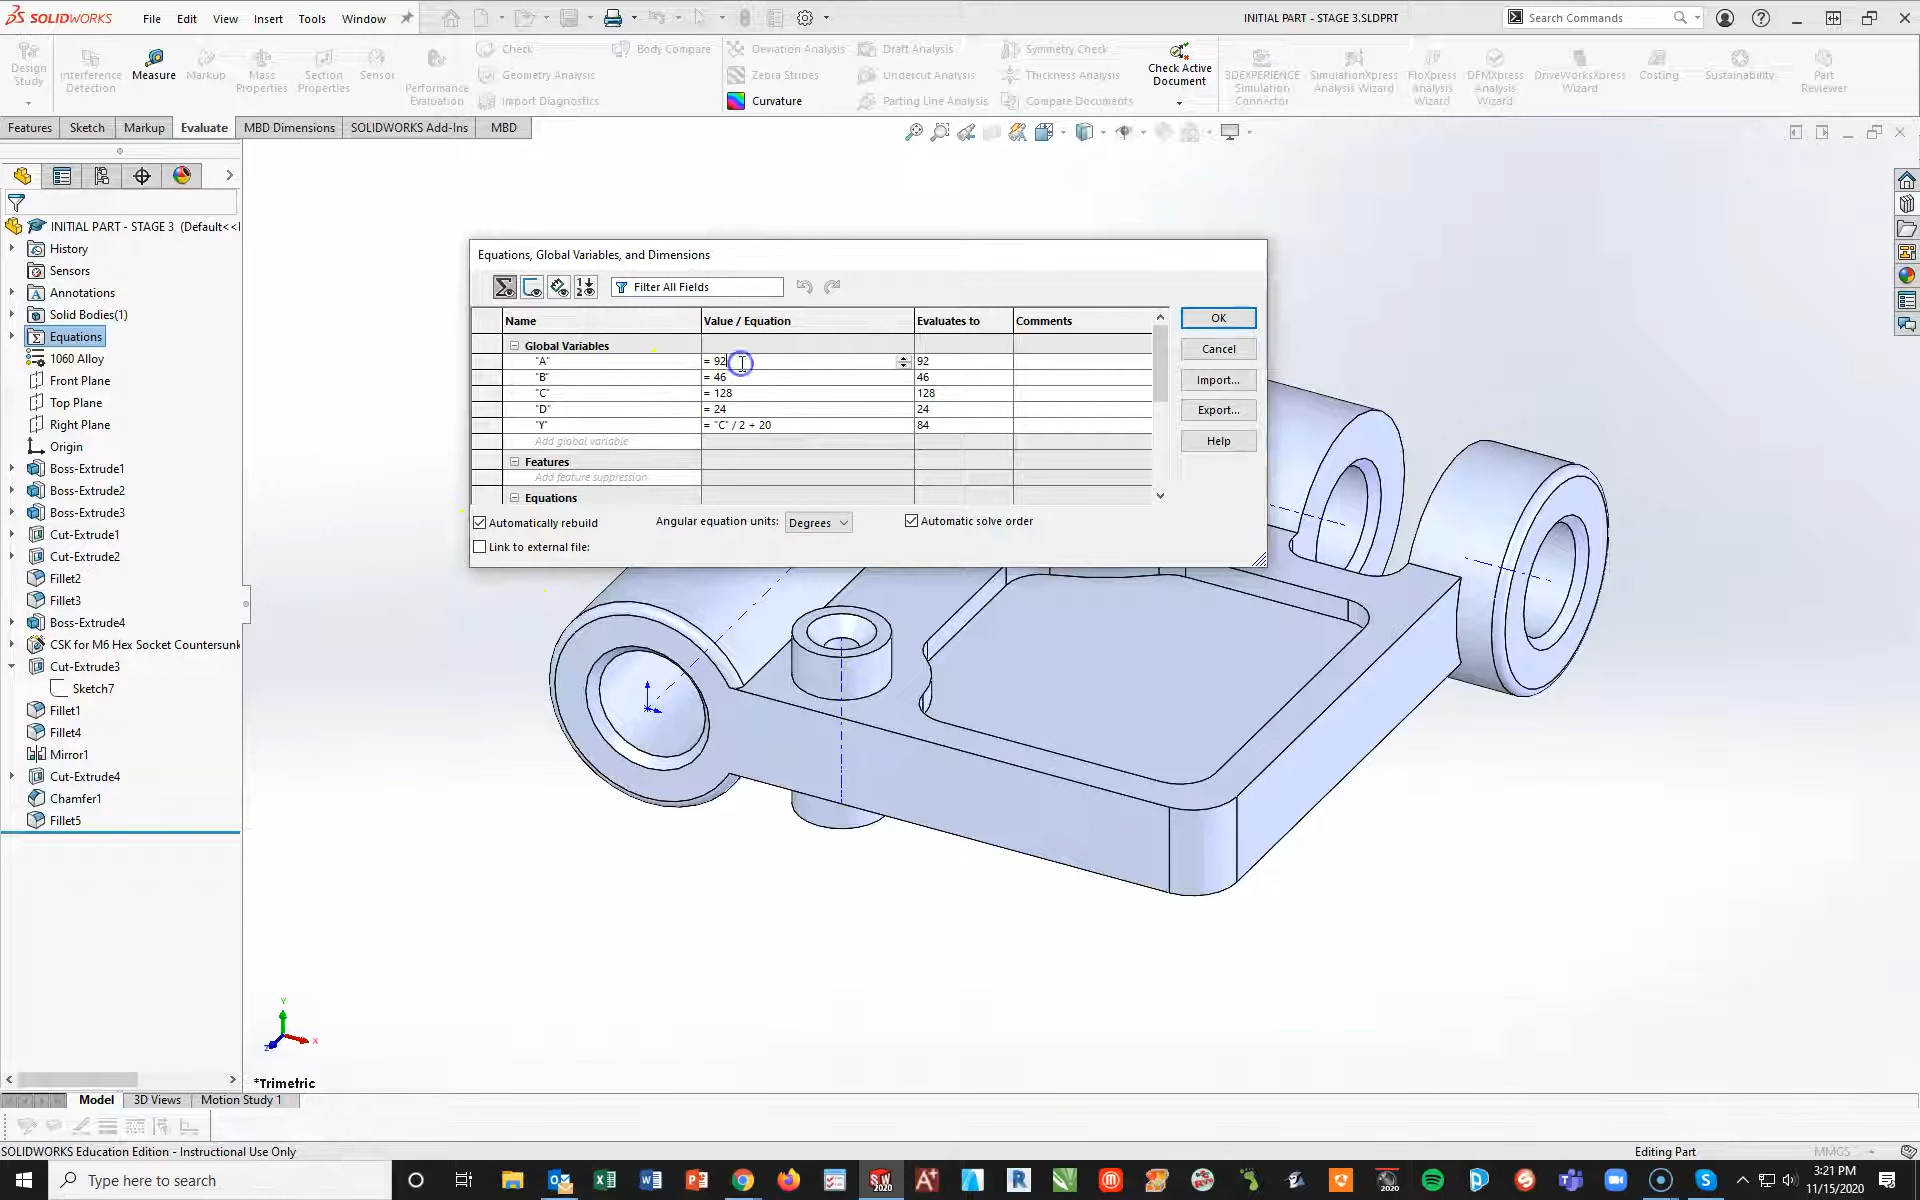 SOLIDWORKS File Edit View Insert Tools Window
INITIAL PART - STAGE 3.SLDPRT
Search Commands
Design Study
Interference Detection
Measure
Markup
Mass Properties
Section Properties
Sensor
Performance Evaluation
Check
Geometry Analysis
Import Diagnostics
Body Compare
Deviation Analysis
Zebra Stripes
Curvature
Draft Analysis
Undercut Analysis
Parting Line Analysis
Symmetry Check
Thickness Analysis
Compare Documents
Check Active Document
3DEXPERIENCE Simulation Connector
SimulationXpress Analysis Wizard
FloXpress Analysis Wizard
DFMXpress Analysis Wizard
DriveWorksXpress Wizard
Costing
Sustainability
Part Reviewer
Features Sketch Markup Evaluate MBD Dimensions SOLIDWORKS Add-Ins MBD
INITIAL PART - STAGE 3 (Default<<
History
Sensors
Annotations
Solid Bodies(1)
Equations
1060 Alloy
Front Plane
Top Plane
Right Plane
Origin
Boss-Extrude1
Boss-Extrude2
Boss-Extrude3
Cut-Extrude1
Cut-Extrude2
Fillet2
Fillet3
Boss-Extrude4
CSK for M6 Hex Socket Countersunk
Cut-Extrude3
Sketch7
Fillet1
Fillet4
Mirror1
Cut-Extrude4
Chamfer1
Fillet5
Equations, Global Variables, and Dimensions
Filter All Fields
Name Value / Equation Evaluates to Comments
Global Variables
"A" = 92 92
"B" = 46 46
"C" = 128 128
"D" = 24 24
"Y" = "C" / 2 + 20 84
Add global variable
Features
Add feature suppression
Equations
OK
Cancel
Import...
Export...
Help
Automatically rebuild Angular equation units: Degrees Automatic solve order
Link to external file:
Y
X
Z
*Trimetric
Model 3D Views Motion Study 1
SOLIDWORKS Education Edition - Instructional Use Only
Editing Part
MMGS
Type here to search
3:21 PM
11/15/2020